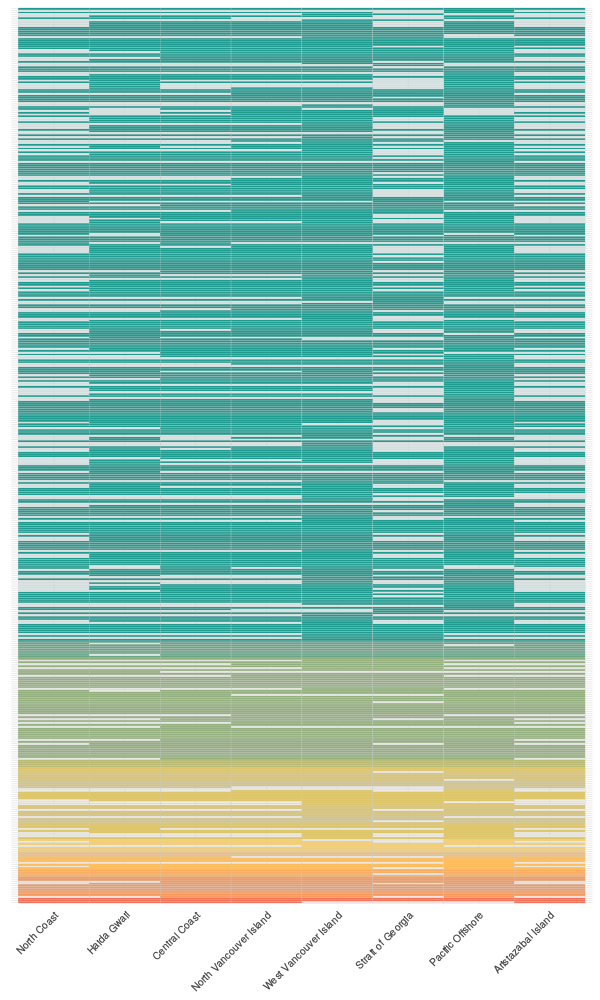 North Coast
Haida Gwaii
Central Coast
North Vancouver Island
West Vancouver Island
Strait of Georgia
Pacific Offshore
Aristazabal Island